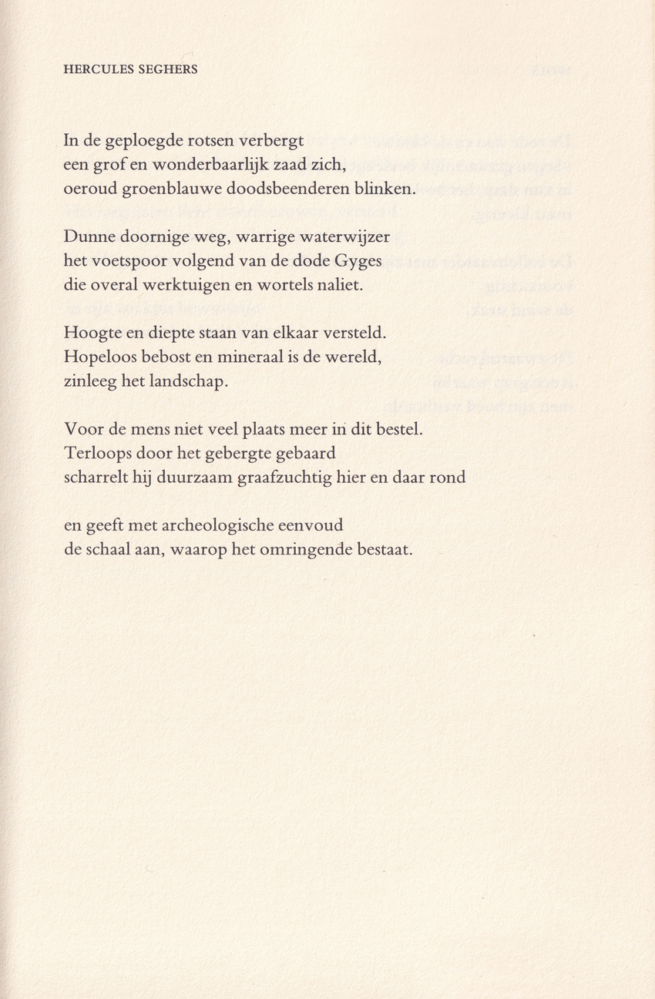 HERCULES SEGHERS
In de geploegde rotsen verbergt
een grof en wonderbaarlijk zaad zich,
oeroud groenblauwe doodsbeenderen blinken.
Dunne doornige weg, warrige waterwijzer
het voetspoor volgend van de dode Gyges
die overal werktuigen en wortels naliet.
Hoogte en diepte staan van elkaar versteld.
Hopeloos bebost en mineraal is de wereld,
zinleeg het landschap.
Voor de mens niet veel plaats meer in dit bestel.
Terloops door het gebergte gebaard
scharrelt hij duurzaam graafzuchtig hier en daar rond
en geeft met archeologische eenvoud
de schaal aan, waarop het omringende bestaat.